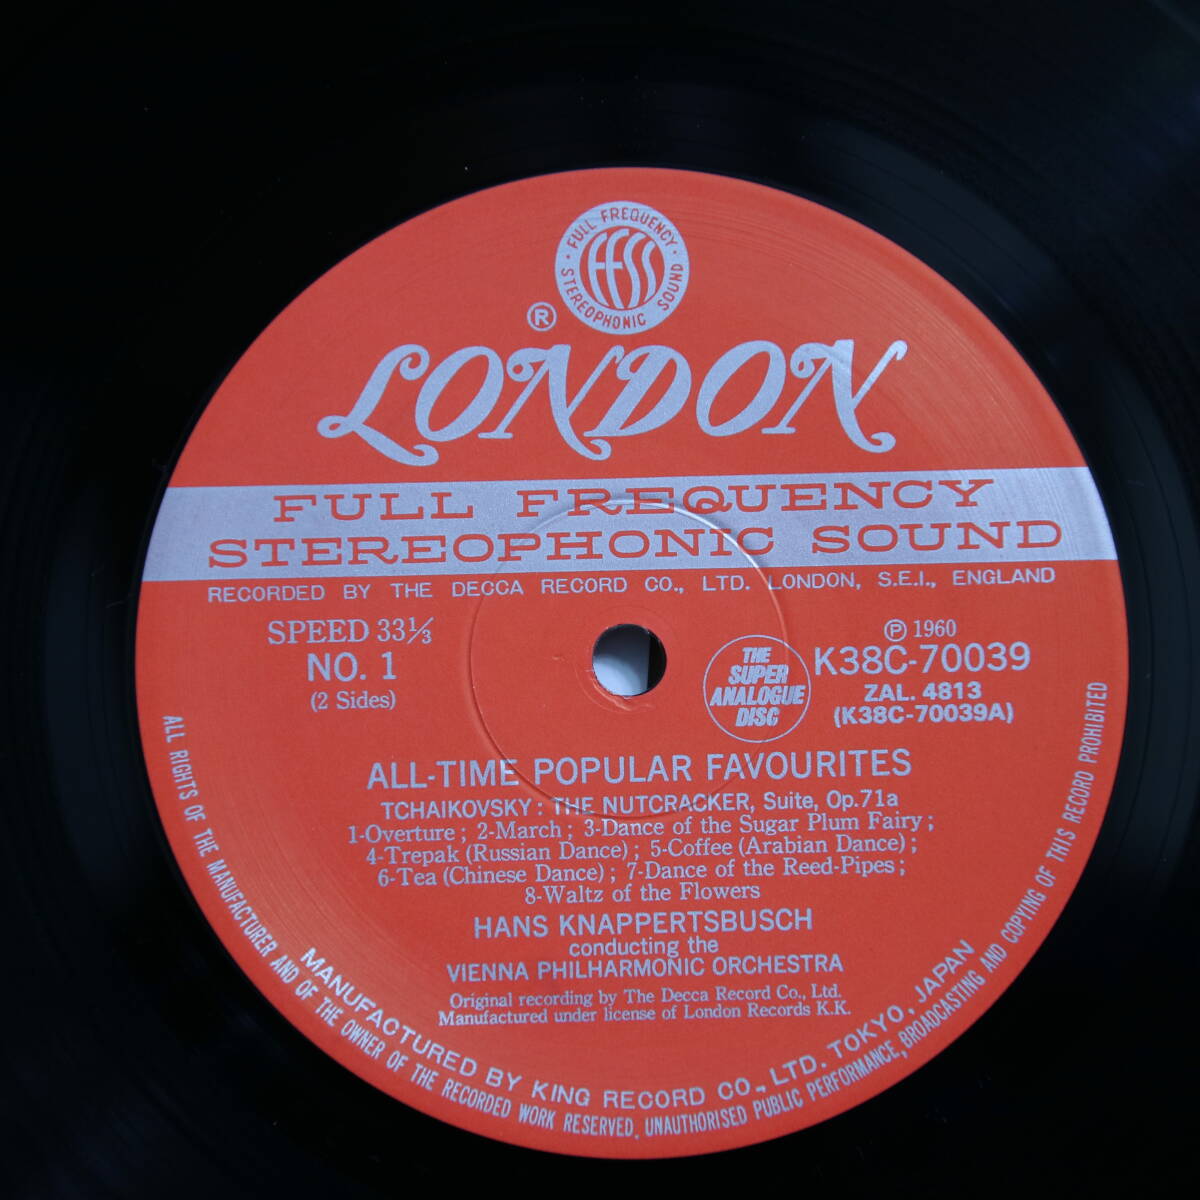 · FULL FREQUENCY ·
STEREOPHONIC SOUND
FFSS
®
LONDON
FULL FREQUENCY
STEREOPHONIC SOUND
RECORDED BY THE DECCA RECORD CO., LTD. LONDON, S.E.I., ENGLAND
SPEED 33⅓
NO. 1
(2 Sides)
THE
SUPER
ANALOGUE
DISC
℗ 1960
K38C-70039
ZAL. 4813
(K38C-70039A)
ALL-TIME POPULAR FAVOURITES
TCHAIKOVSKY : THE NUTCRACKER, Suite, Op.71a
1-Overture ; 2-March ; 3-Dance of the Sugar Plum Fairy ;
4-Trepak (Russian Dance) ; 5-Coffee (Arabian Dance) ;
6-Tea (Chinese Dance) ; 7-Dance of the Reed-Pipes ;
8-Waltz of the Flowers
HANS KNAPPERTSBUSCH
conducting the
VIENNA PHILHARMONIC ORCHESTRA
Original recording by The Decca Record Co., Ltd.
Manufactured under license of London Records K.K.
MANUFACTURED BY KING RECORD CO., LTD. TOKYO, JAPAN
ALL RIGHTS OF THE MANUFACTURER AND OF THE OWNER OF THE RECORDED WORK RESERVED, UNAUTHORISED PUBLIC PERFORMANCE, BROADCASTING AND COPYING OF THIS RECORD PROHIBITED